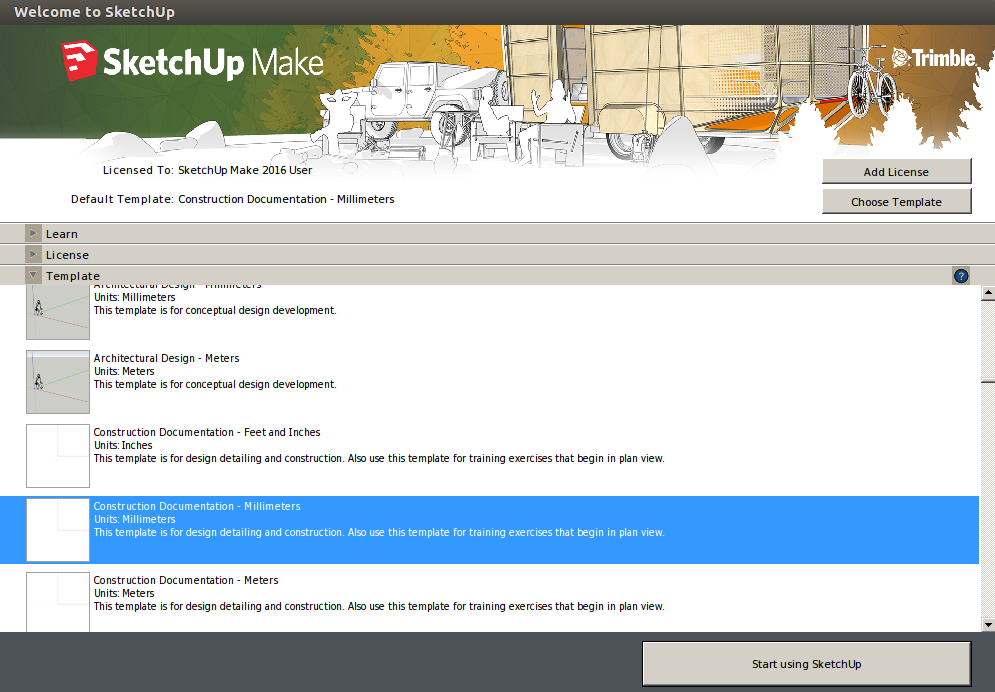 Welcome to SketchUp
SketchUp Make
Trimble
Licensed To: SketchUp Make 2016 User
Add License
Default Template: Construction Documentation - Millimeters
Choose Template
Learn
License
Template
?
Architectural Design - Millimeters
Units: Millimeters
This template is for conceptual design development.
Architectural Design - Meters
Units: Meters
This template is for conceptual design development.
Construction Documentation - Feet and Inches
Units: Inches
This template is for design detailing and construction. Also use this template for training exercises that begin in plan view.
Construction Documentation - Millimeters
Units: Millimeters
This template is for design detailing and construction. Also use this template for training exercises that begin in plan view.
Construction Documentation - Meters
Units: Meters
This template is for design detailing and construction. Also use this template for training exercises that begin in plan view.
Start using SketchUp